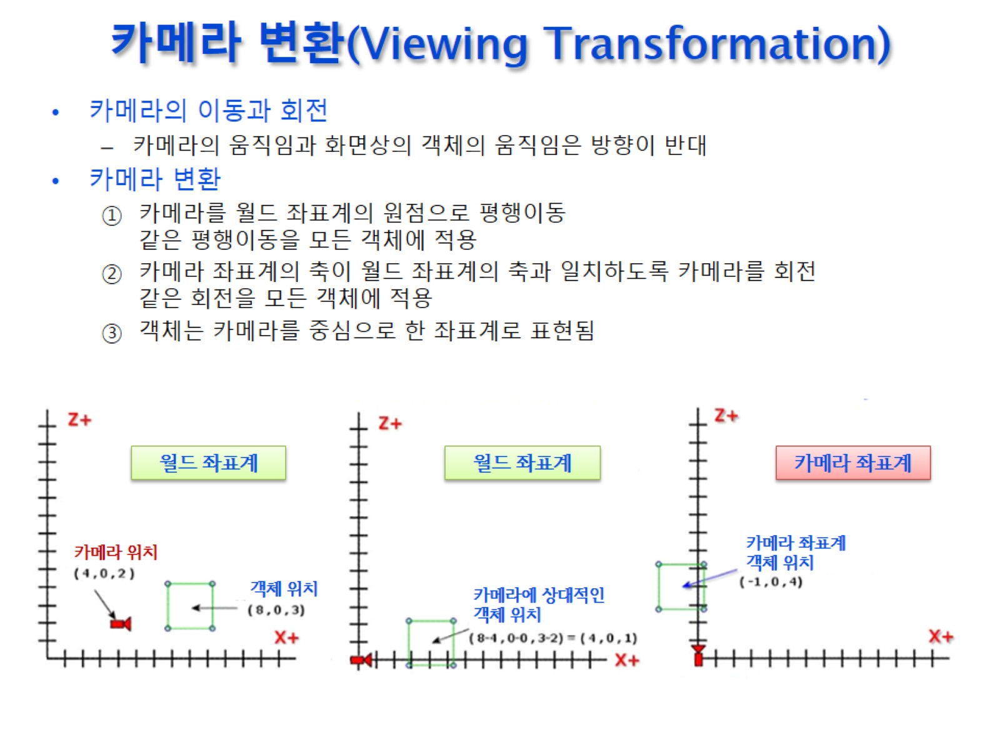 카메라 변환(Viewing Transformation)
• 카메라의 이동과 회전
– 카메라의 움직임과 화면상의 객체의 움직임은 방향이 반대
• 카메라 변환
① 카메라를 월드 좌표계의 원점으로 평행이동
같은 평행이동을 모든 객체에 적용
② 카메라 좌표계의 축이 월드 좌표계의 축과 일치하도록 카메라를 회전
같은 회전을 모든 객체에 적용
③ 객체는 카메라를 중심으로 한 좌표계로 표현됨
Z+
월드 좌표계
카메라 위치
(4,0,2)
객체 위치
(8,0,3)
X+
Z+
월드 좌표계
카메라에 상대적인
객체 위치
(8-4,0-0,3-2)=(4,0,1)
X+
Z+
카메라 좌표계
카메라 좌표계
객체 위치
(-1,0,4)
X+